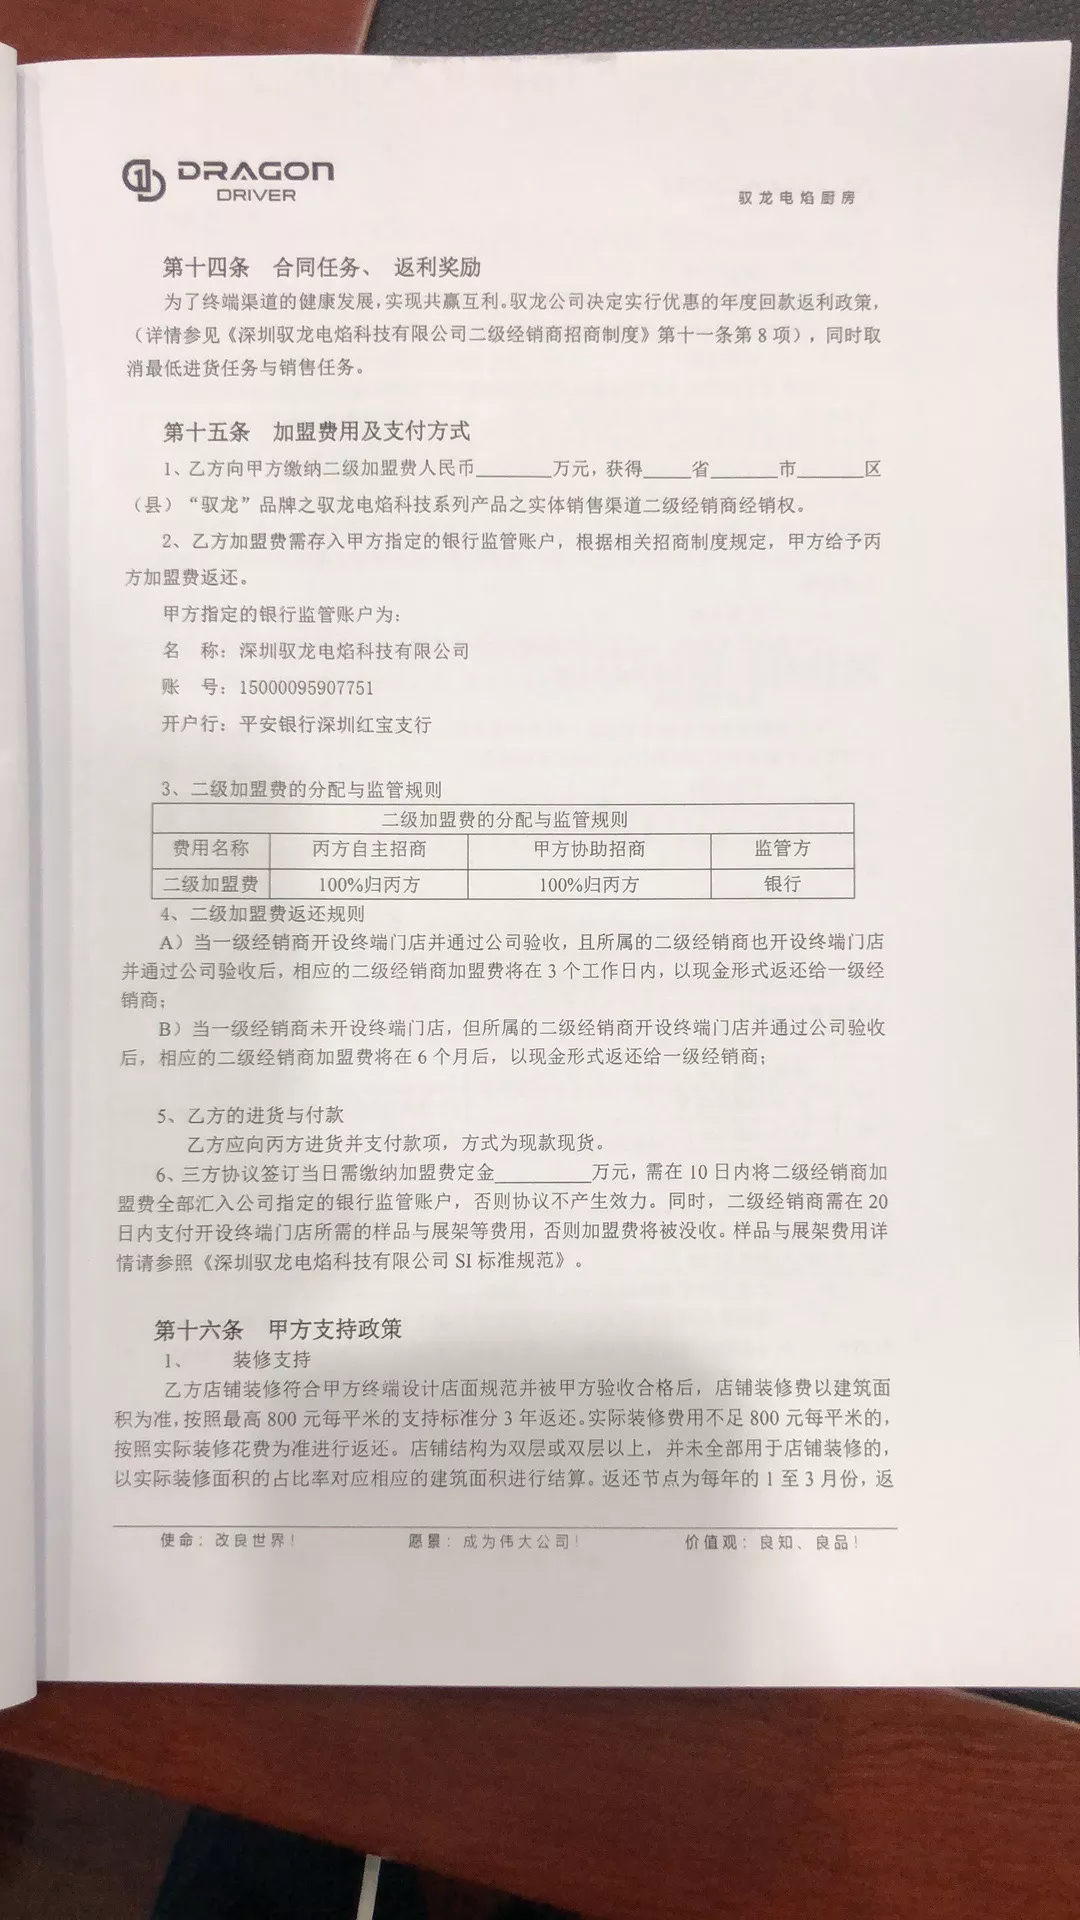 DRAGON
DRIVER
驭龙电焰厨房
第十四条 合同任务、 返利奖励
为了终端渠道的健康发展,实现共赢互利。驭龙公司决定实行优惠的年度回款返利政策,
(详情参见《深圳驭龙电焰科技有限公司二级经销商招商制度》第十一条第 8 项),同时取
消最低进货任务与销售任务。
第十五条 加盟费用及支付方式
1、乙方向甲方缴纳二级加盟费人民币________万元,获得_____省_______市_______区
(县)“驭龙”品牌之驭龙电焰科技系列产品之实体销售渠道二级经销商经销权。
2、乙方加盟费需存入甲方指定的银行监管账户,根据相关招商制度规定,甲方给予丙
方加盟费返还。
甲方指定的银行监管账户为:
名 称:深圳驭龙电焰科技有限公司
账 号:15000095907751
开户行:平安银行深圳红宝支行
3、二级加盟费的分配与监管规则
二级加盟费的分配与监管规则
费用名称 丙方自主招商 甲方协助招商 监管方
二级加盟费 100%归丙方 100%归丙方 银行
4、二级加盟费返还规则
A)当一级经销商开设终端门店并通过公司验收,且所属的二级经销商也开设终端门店
并通过公司验收后,相应的二级经销商加盟费将在 3 个工作日内,以现金形式返还给一级经
销商;
B)当一级经销商未开设终端门店,但所属的二级经销商开设终端门店并通过公司验收
后,相应的二级经销商加盟费将在 6 个月后,以现金形式返还给一级经销商;
5、乙方的进货与付款
乙方应向丙方进货并支付款项,方式为现款现货。
6、三方协议签订当日需缴纳加盟费定金__________万元,需在 10 日内将二级经销商加
盟费全部汇入公司指定的银行监管账户,否则协议不产生效力。同时,二级经销商需在 20
日内支付开设终端门店所需的样品与展架等费用,否则加盟费将被没收。样品与展架费用详
情请参照《深圳驭龙电焰科技有限公司 SI 标准规范》。
第十六条 甲方支持政策
1、 装修支持
乙方店铺装修符合甲方终端设计店面规范并被甲方验收合格后,店铺装修费以建筑面
积为准,按照最高 800 元每平米的支持标准分 3 年返还。实际装修费用不足 800 元每平米的,
按照实际装修花费为准进行返还。店铺结构为双层或双层以上,并未全部用于店铺装修的,
以实际装修面积的占比率对应相应的建筑面积进行结算。返还节点为每年的 1 至 3 月份,返
使命:改良世界! 愿景:成为伟大公司! 价值观:良知、良品!